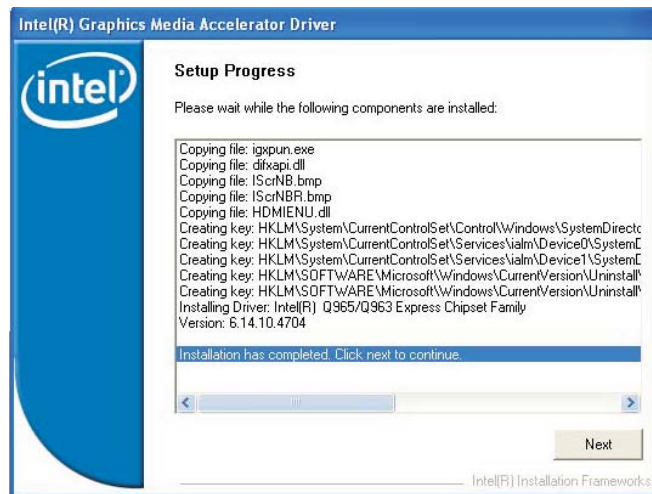 Intel(R) Graphics Media Accelerator Driver
intel
Setup Progress
Please wait while the following components are installed:
Copying file: igxpun.exe
Copying file: difxapi.dll
Copying file: IScrNB.bmp
Copying file: IScrNBR.bmp
Copying file: HDMIENU.dll
Creating key: HKLM\System\CurrentControlSet\Control\Windows\SystemDirecto
Creating key: HKLM\System\CurrentControlSet\Services\ialm\Device0\SystemD
Creating key: HKLM\System\CurrentControlSet\Services\ialm\Device1\SystemD
Creating key: HKLM\SOFTWARE\Microsoft\Windows\CurrentVersion\Uninstall\
Creating key: HKLM\SOFTWARE\Microsoft\Windows\CurrentVersion\Uninstall\
Installing Driver: Intel(R) Q965/Q963 Express Chipset Family
Version: 6.14.10.4704
Installation has completed. Click next to continue.
Next
Intel(R) Installation Frameworks